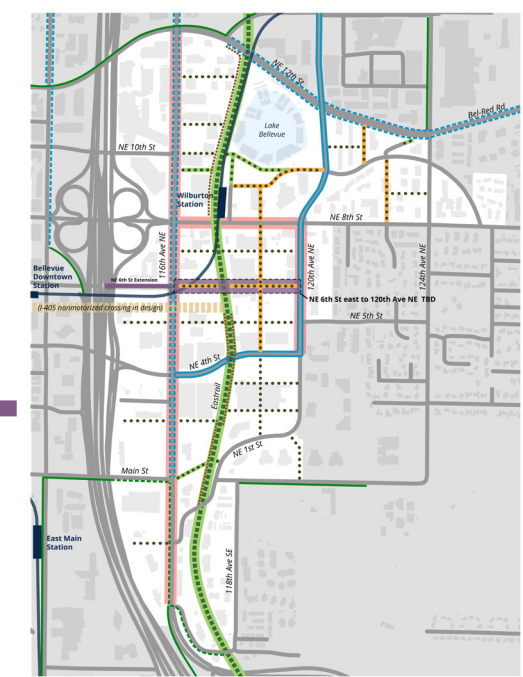 NE 12th St
Bel-Red Rd
Lake
Bellevue
NE 10th St
Wilburton
Station
NE 8th St
116th Ave NE
120th Ave NE
124th Ave NE
Bellevue
Downtown
Station
NE 6th St Extension
NE 6th St east to 120th Ave NE TBD
(I-405 nonmotorized crossing in design)
NE 5th St
NE 4th St
Eastrail
NE 1st St
Main St
East Main
Station
118th Ave SE